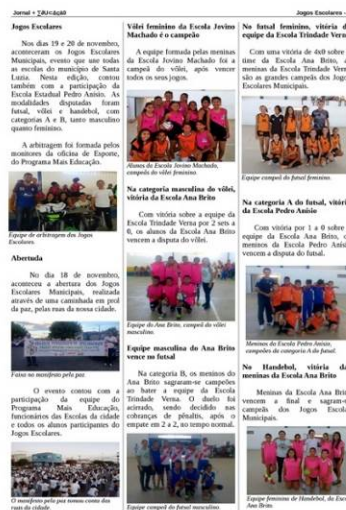 Jornal + Educação
Jogos Escolares -
Jogos Escolares
Nos dias 19 e 20 de novembro,
aconteceram os Jogos Escolares
Municipais, evento que une todas
as escolas do município de Santa
Luzia. Nesta edição, contou
também com a participação da
Escola Estadual Pedro Anísio. As
modalidades disputadas foram
futsal, vôlei e handebol, com
categorias A e B, tanto masculino
quanto feminino.
A arbitragem foi formada pelos
monitores da oficina de Esporte,
do Programa Mais Educação.
Equipe de arbitragem dos Jogos
Escolares.
Abertuda
No dia 18 de novembro,
aconteceu a abertura dos Jogos
Escolares Municipais, realizada
através de uma caminhada em prol
da paz, pelas ruas da nossa cidade.
Faixa no manifesto pela paz.
O evento contou com a
participação da equipe do
Programa Mais Educação,
funcionários das Escolas da cidade
e todos os alunos participantes do
Jogos Escolares.
O manifesto pela paz tomou conta das
ruas da cidade.
Vôlei feminino da Escola Jovino
Machado é o campeão
A equipe formada pelas meninas
da Escola Jovino Machado foi a
campeã do vôlei, após vencer
todos os seus jogos.
Alunas da Escola Jovino Machado,
campeãs do vôlei feminino.
Na categoria masculina do vôlei,
vitória da Escola Ana Brito
Com vitória sobre a equipe da
Escola Trindade Verna por 2 sets a
0, os alunos da Escola Ana Brito
vencem a disputa do vôlei.
Equipe do Ana Brito, campeã do vôlei
masculino.
Equipe masculina do Ana Brito
vence no futsal
Na categoria B, os meninos do
Ana Brito sagraram-se campeões
ao bater a equipe da Escola
Trindade Verna. O duelo foi
acirrado, sendo decidido nas
cobranças de pênaltis, após o
empate em 2 a 2, no tempo normal.
Equipe campeã do futsal masculino.
No futsal feminino, vitória d
equipe da Escola Trindade Verna
Com uma vitória de 4x0 sobre
time da Escola Ana Brito, a
meninas da Escola Trindade Verna
são as grandes campeãs dos Jogos
Escolares Municipais.
Equipe campeã do futsal feminino.
Na categoria A do futsal, vitória
da Escola Pedro Anísio
Com vitória por 1 a 0 sobre
equipe da Escola Ana Brito, o
meninos da Escola Pedro Anísio
vencem a disputa do futsal.
Meninos da Escola Pedro Anísio,
campeões da categoria A do futsal.
No Handebol, vitória da
meninas da Escola Ana Brito
Meninas da Escola Ana Brito
vencem a final e sagram-s
campeãs dos Jogos Escola
Municipais.
Equipe feminina de Handebol, da Esco
Ana Brito